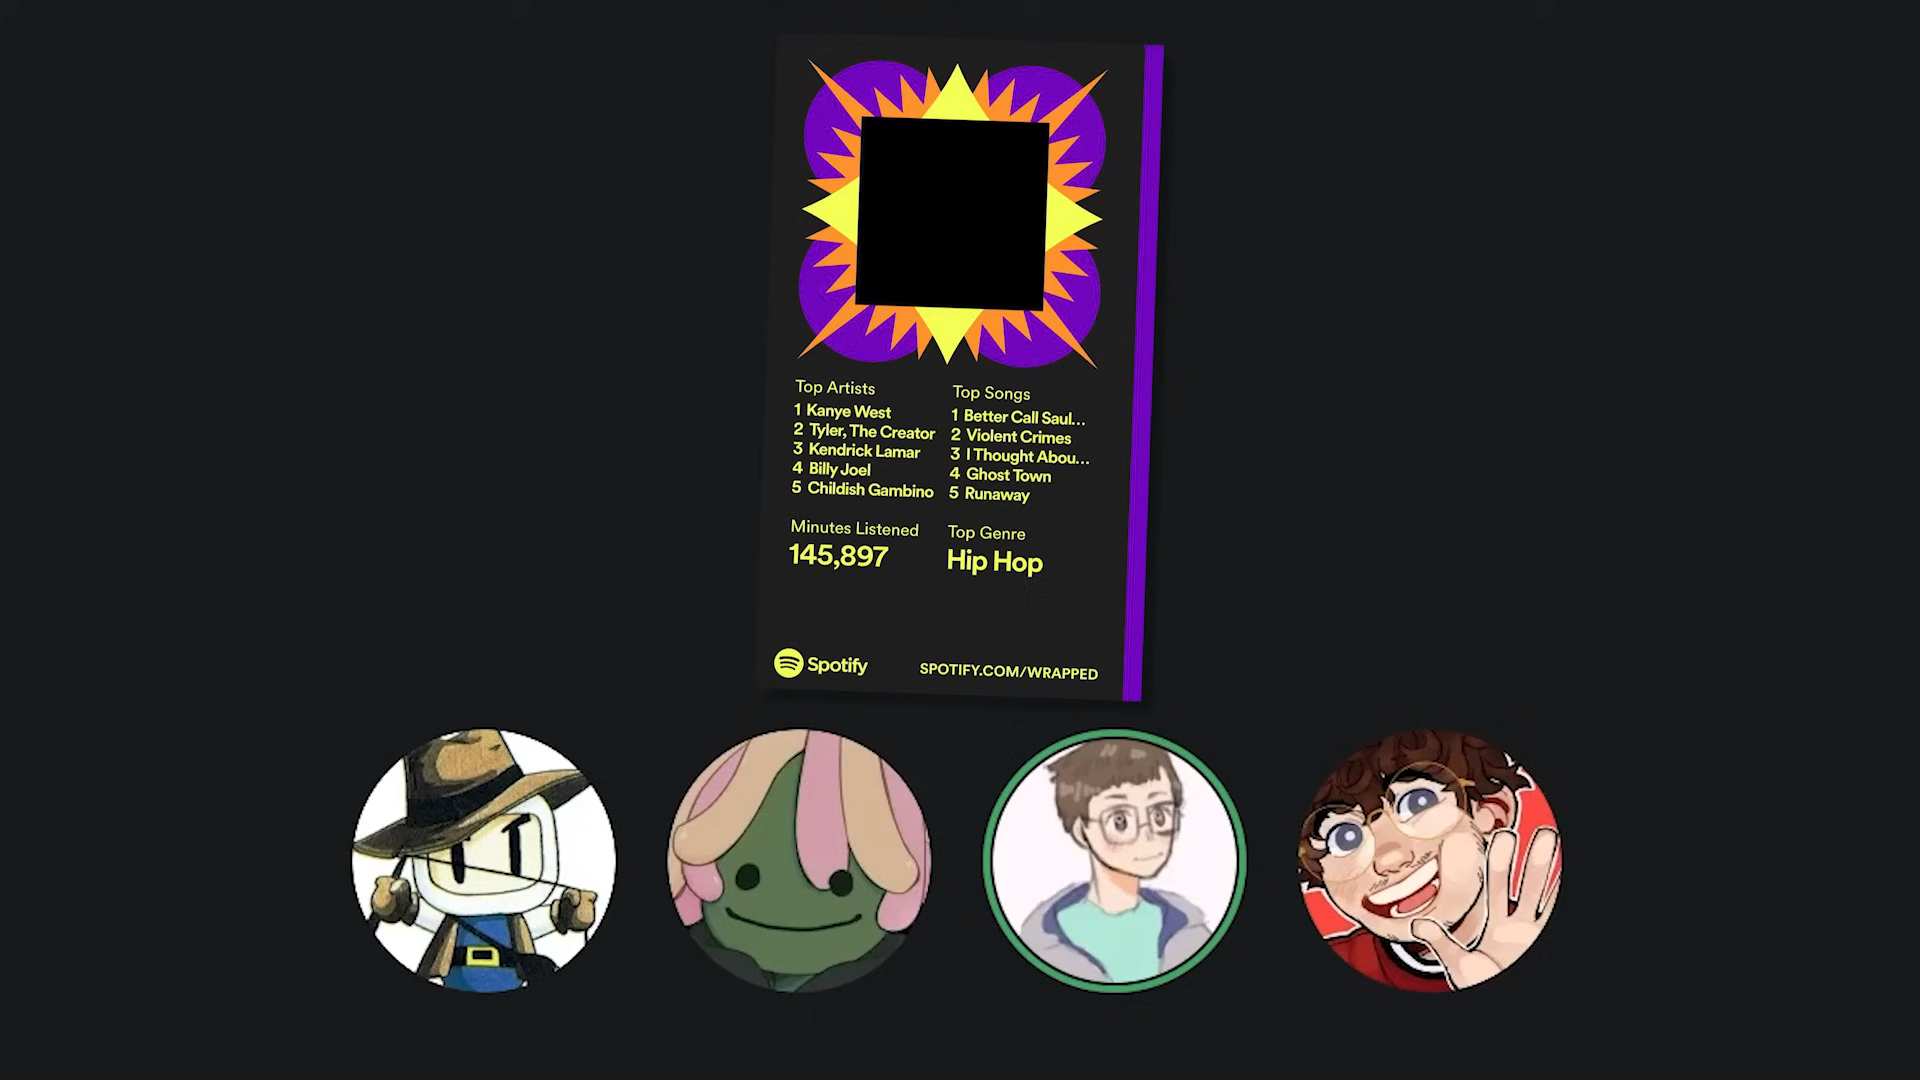 Top Artists
1 Kanye West
2 Tyler, The Creator
3 Kendrick Lamar
4 Billy Joel
5 Childish Gambino
Top Songs
1 Better Call Saul...
2 Violent Crimes
3 I Thought Abou...
4 Ghost Town
5 Runaway
Minutes Listened
145,897
Top Genre
Hip Hop
Spotify
SPOTIFY.COM/WRAPPED